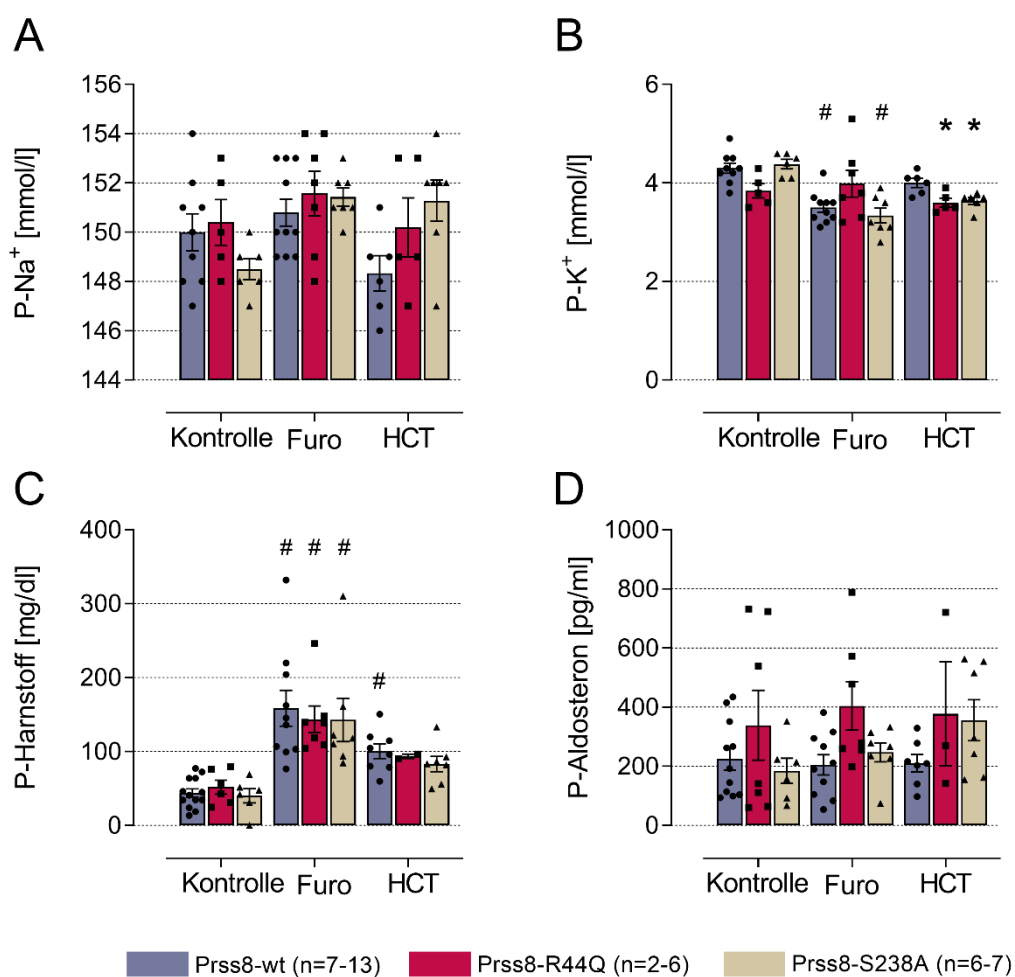 A
P-Na+ [mmol/l]
156
154
152
150
148
146
144
Kontrolle Furo HCT
B
P-K+ [mmol/l]
6
4
2
0
# # * *
Kontrolle Furo HCT
C
P-Harnstoff [mg/dl]
400
300
200
100
0
# # # #
Kontrolle Furo HCT
D
P-Aldosteron [pg/ml]
1000
800
600
400
200
0
Kontrolle Furo HCT
Prss8-wt (n=7-13) Prss8-R44Q (n=2-6) Prss8-S238A (n=6-7)